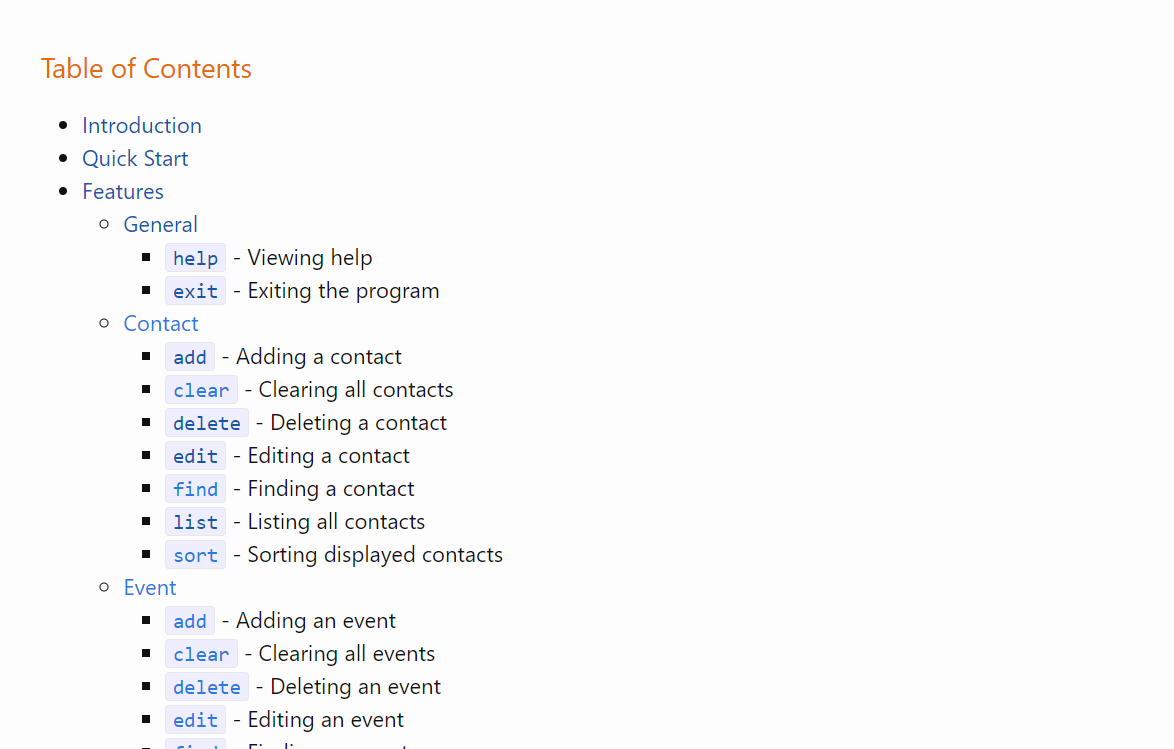 Table of Contents
Introduction
Quick Start
Features
General
help - Viewing help
exit - Exiting the program
Contact
add - Adding a contact
clear - Clearing all contacts
delete - Deleting a contact
edit - Editing a contact
find - Finding a contact
list - Listing all contacts
sort - Sorting displayed contacts
Event
add - Adding an event
clear - Clearing all events
delete - Deleting an event
edit - Editing an event